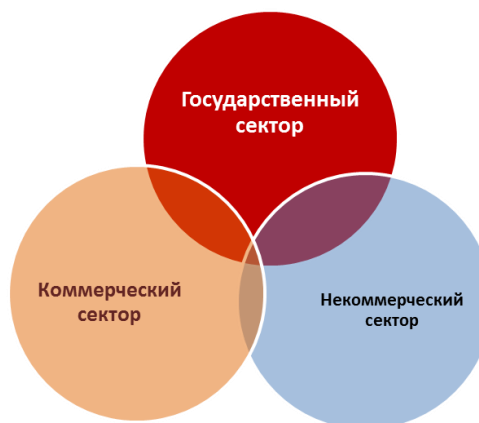 Государственный
сектор
Коммерческий
сектор
Некоммерческий
сектор